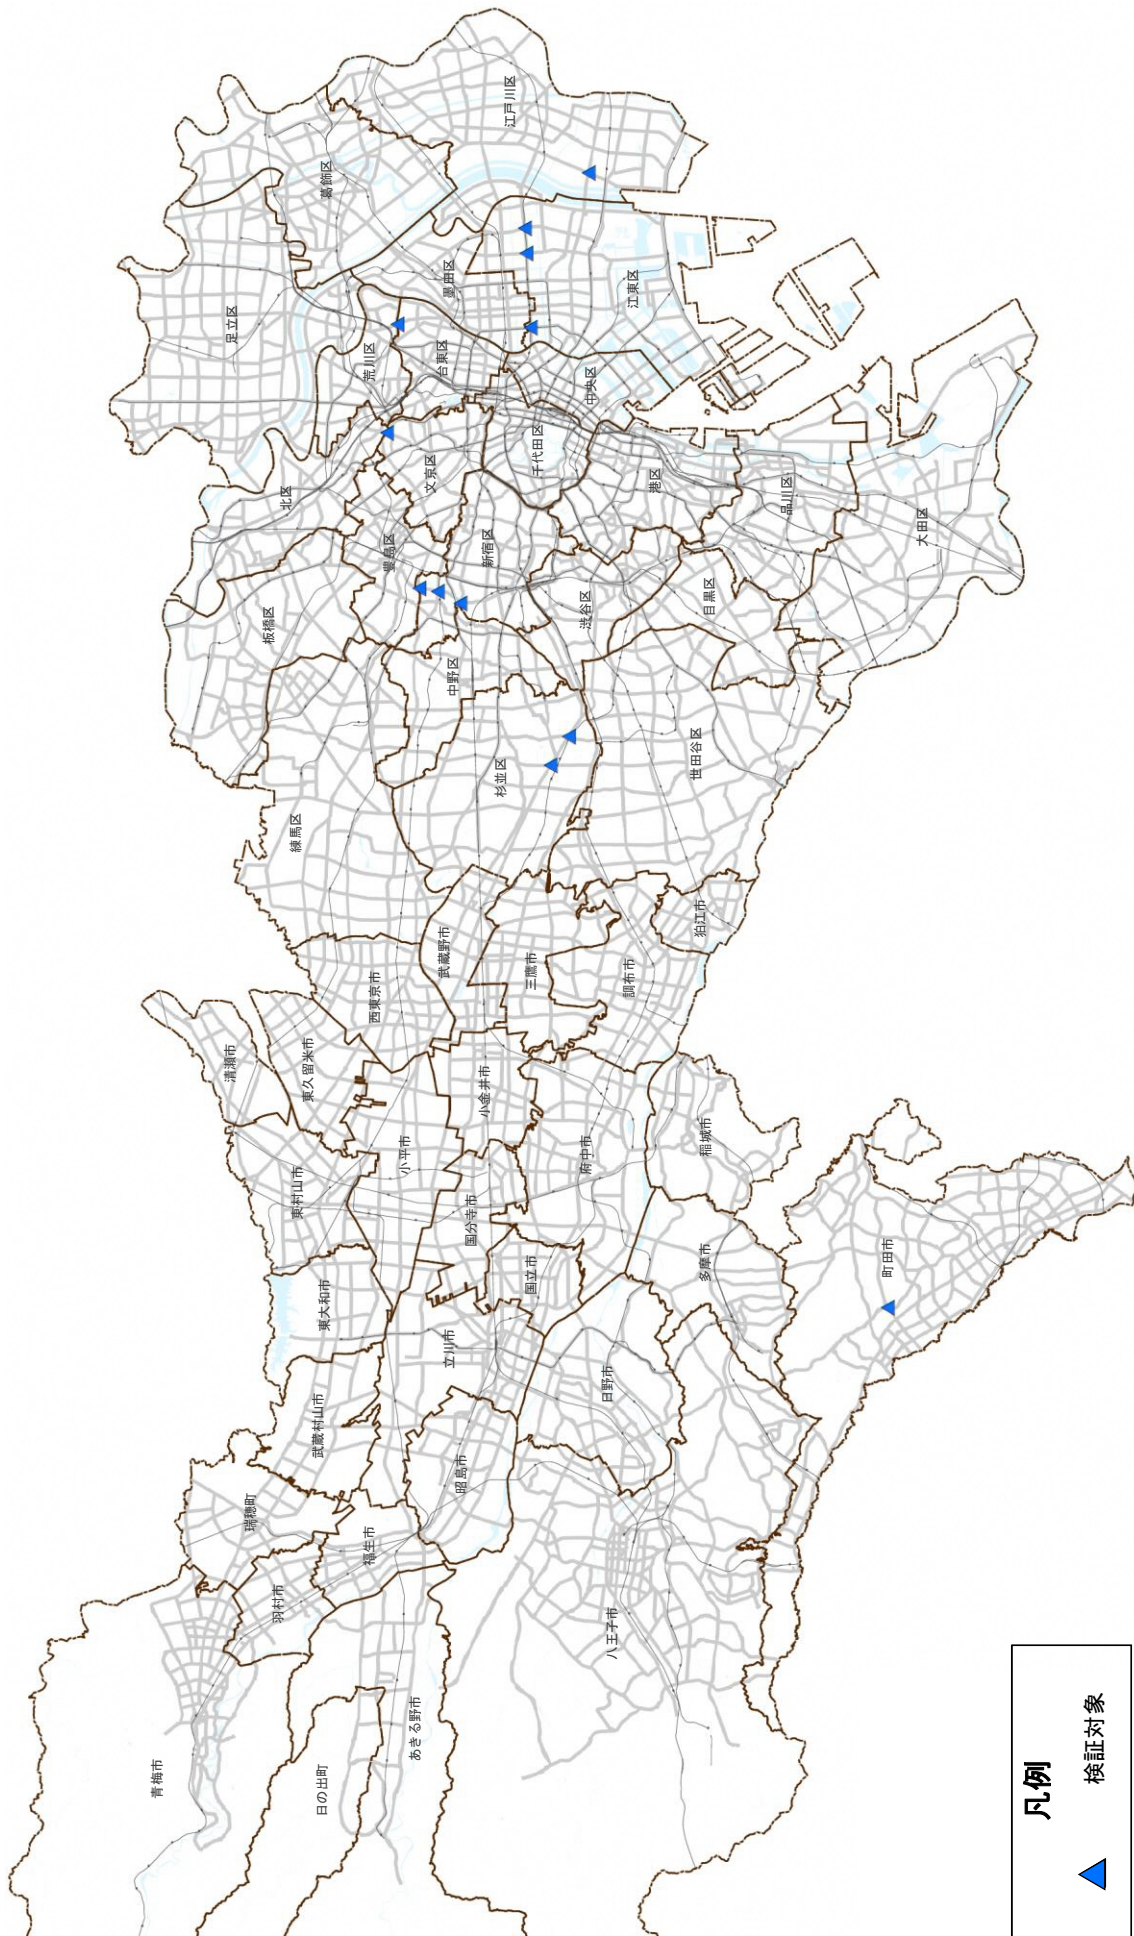 青梅市
瑞穂町
羽村市
日の出町
福生市
あきる野市
武蔵村山市
東大和市
東村山市
清瀬市
東久留米市
昭島市
立川市
小平市
西東京市
国分寺市
国立市
小金井市
武蔵野市
三鷹市
八王子市
日野市
府中市
調布市
狛江市
多摩市
稲城市
町田市
練馬区
板橋区
北区
足立区
葛飾区
荒川区
豊島区
文京区
台東区
墨田区
江戸川区
中野区
杉並区
新宿区
千代田区
中央区
江東区
渋谷区
港区
世田谷区
目黒区
品川区
大田区
凡例
検証対象